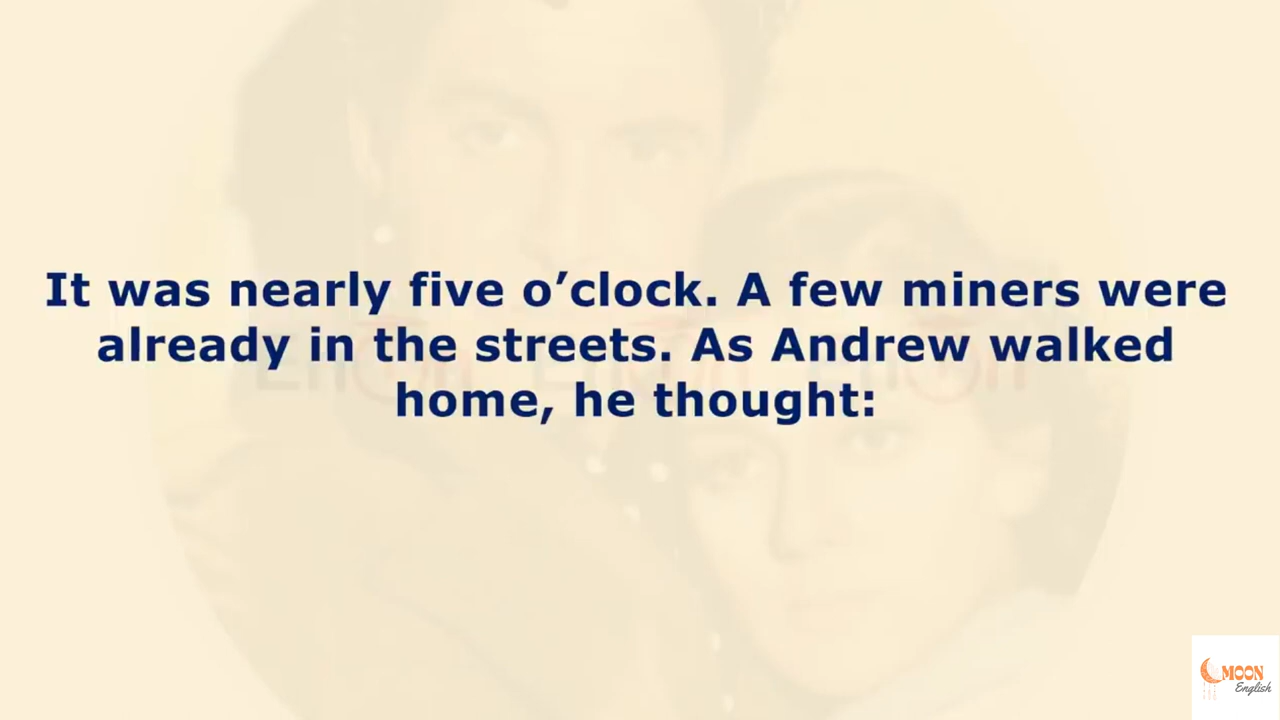 It was nearly five o’clock. A few miners were
already in the streets. As Andrew walked
home, he thought:
MOON
English